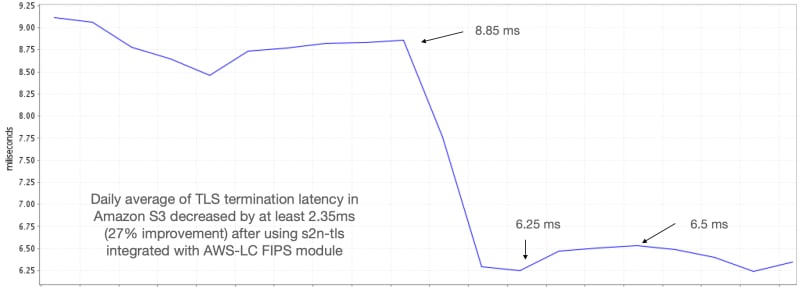 9.25
9.00
8.75
8.50
8.25
8.00
7.75
7.50
7.25
7.00
6.75
6.50
6.25
miliseconds
8.85 ms
Daily average of TLS termination latency in
Amazon S3 decreased by at least 2.35ms
(27% improvement) after using s2n-tls
integrated with AWS-LC FIPS module
6.25 ms
6.5 ms